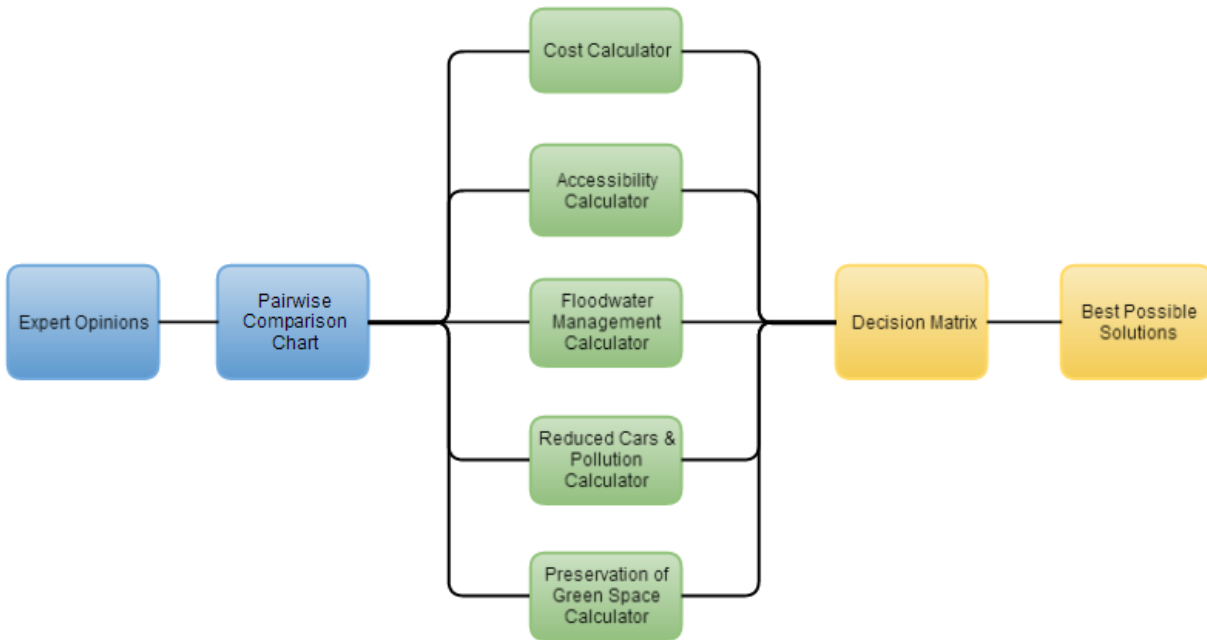 Cost Calculator
Accessibility
Calculator
Expert Opinions
Pairwise
Comparison
Chart
Floodwater
Management
Calculator
Decision Matrix
Best Possible
Solutions
Reduced Cars &
Pollution
Calculator
Preservation of
Green Space
Calculator